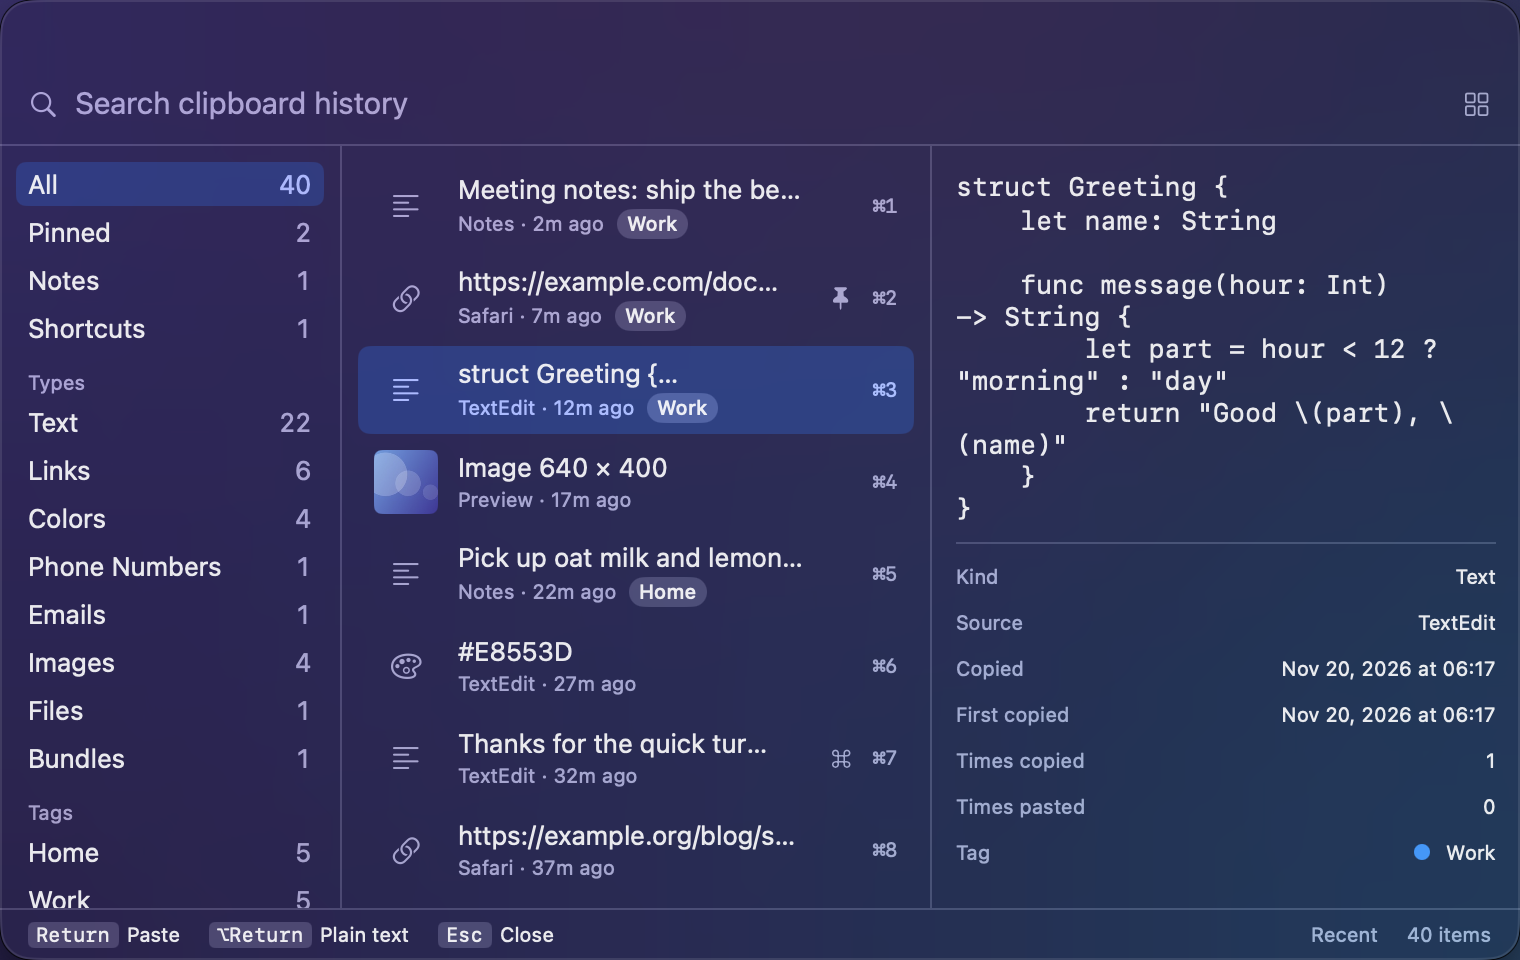 Search clipboard history
All 40
Pinned 2
Notes 1
Shortcuts 1
Types
Text 22
Links 6
Colors 4
Phone Numbers 1
Emails 1
Images 4
Files 1
Bundles 1
Tags
Home 5
Work 5
Meeting notes: ship the be...
Notes · 2m ago Work
⌘1
https://example.com/doc...
Safari · 7m ago Work
⌘2
struct Greeting {...
TextEdit · 12m ago Work
⌘3
Image 640 × 400
Preview · 17m ago
⌘4
Pick up oat milk and lemon...
Notes · 22m ago Home
⌘5
#E8553D
TextEdit · 27m ago
⌘6
Thanks for the quick tur...
TextEdit · 32m ago
⌘ ⌘7
https://example.org/blog/s...
Safari · 37m ago
⌘8
struct Greeting {
    let name: String
    func message(hour: Int)
-> String {
        let part = hour < 12 ?
"morning" : "day"
        return "Good \(part), \
(name)"
    }
}
Kind Text
Source TextEdit
Copied Nov 20, 2026 at 06:17
First copied Nov 20, 2026 at 06:17
Times copied 1
Times pasted 0
Tag Work
Return Paste ⌥Return Plain text Esc Close
Recent 40 items